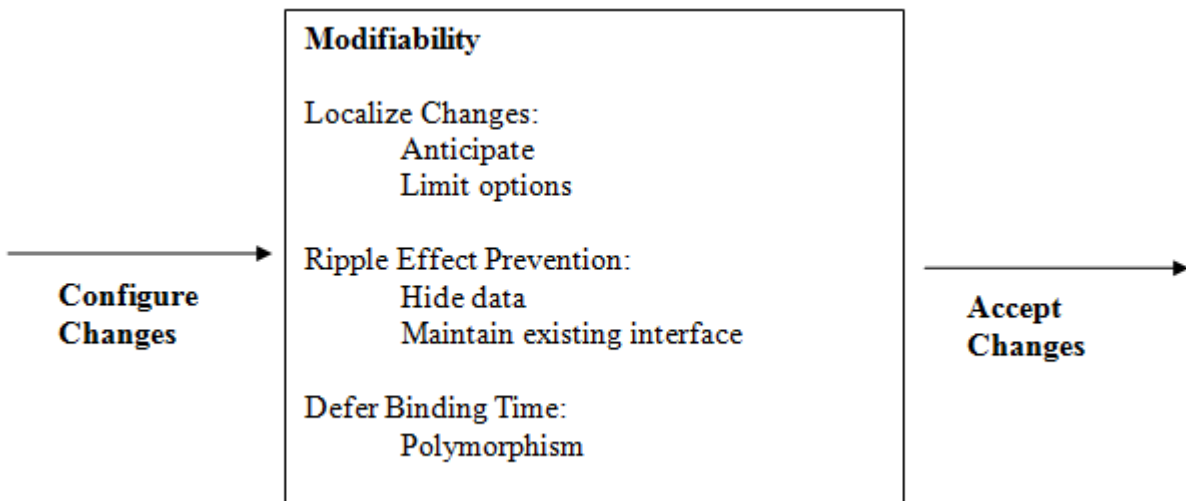 Modifiability
Localize Changes:
Anticipate
Limit options
Ripple Effect Prevention:
Hide data
Maintain existing interface
Defer Binding Time:
Polymorphism
Configure
Changes
Accept
Changes